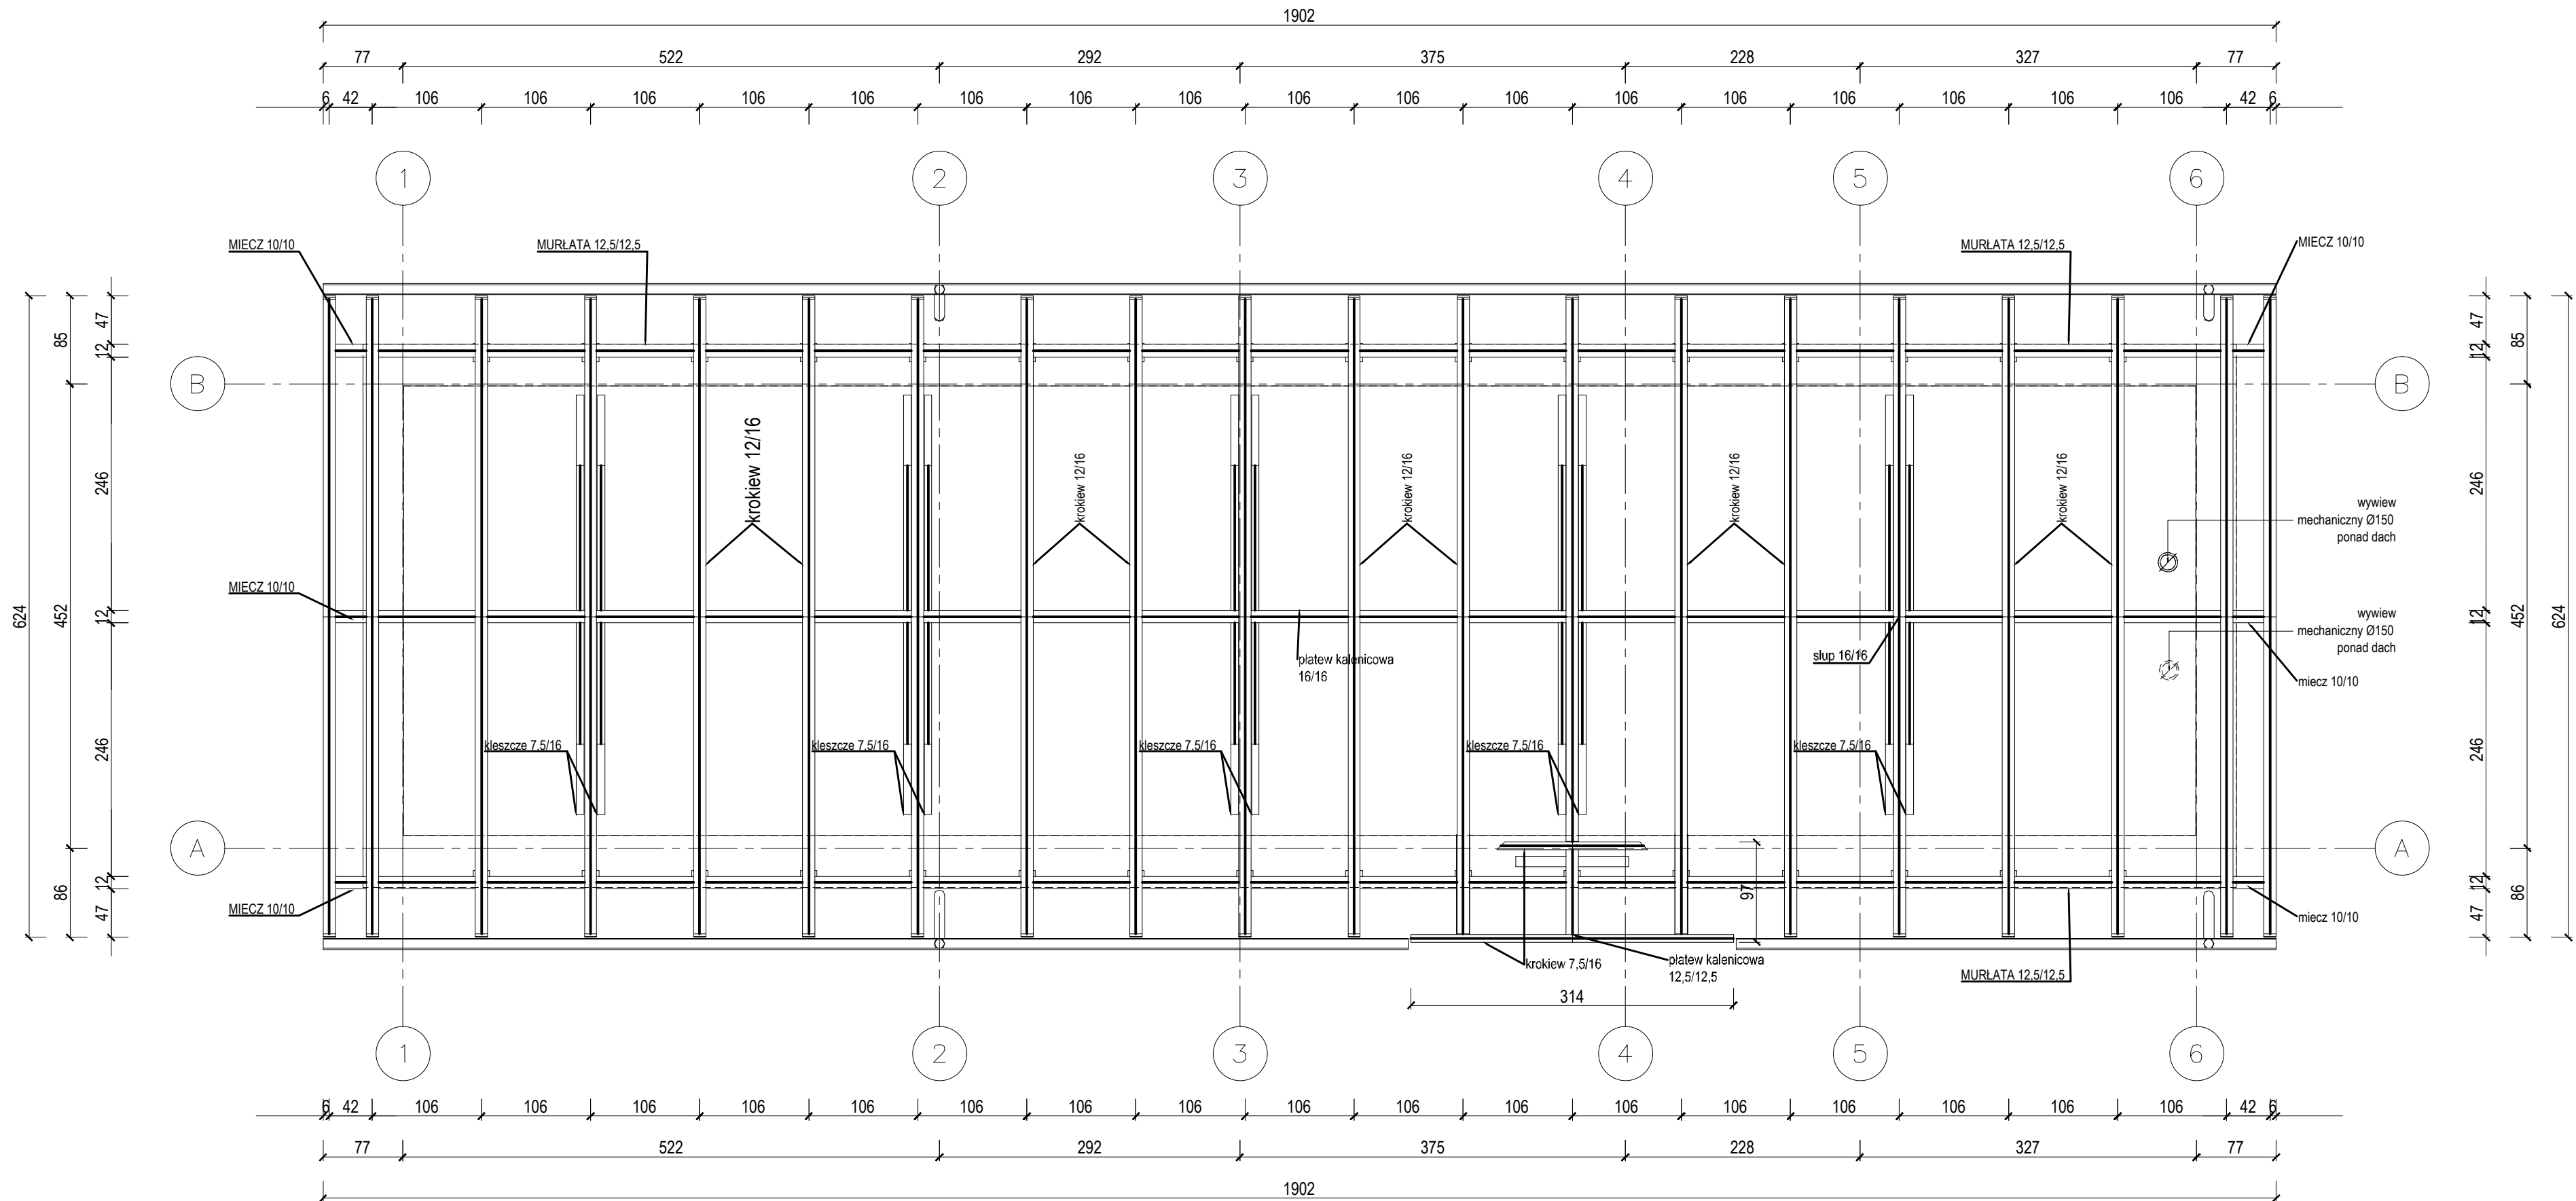 1902
77 522 292 375 228 327 77
6 42 106 106 106 106 106 106 106 106 106 106 106 106 106 106 106 106 106 42 6
1 2 3 4 5 6
MIECZ 10/10
MURŁATA 12,5/12,5
MURŁATA 12,5/12,5
MIECZ 10/10
47
85
12
47
85
12
B
B
krokiew 12/16
krokiew 12/16
krokiew 12/16
krokiew 12/16
krokiew 12/16
246
246
wywiew
mechaniczny Ø150
ponad dach
MIECZ 10/10
624
452
12
12
452
624
wywiew
mechaniczny Ø150
ponad dach
płatew kalenicowa
16/16
słup 16/16
miecz 10/10
246
246
kleszcze 7,5/16
kleszcze 7,5/16
kleszcze 7,5/16
kleszcze 7,5/16
kleszcze 7,5/16
A
A
12
86
47
97
12
86
47
MIECZ 10/10
miecz 10/10
krokiew 7,5/16
płatew kalenicowa
12,5/12,5
MURŁATA 12,5/12,5
314
1 2 3 4 5 6
6 42 106 106 106 106 106 106 106 106 106 106 106 106 106 106 106 106 106 42 6
77 522 292 375 228 327 77
1902